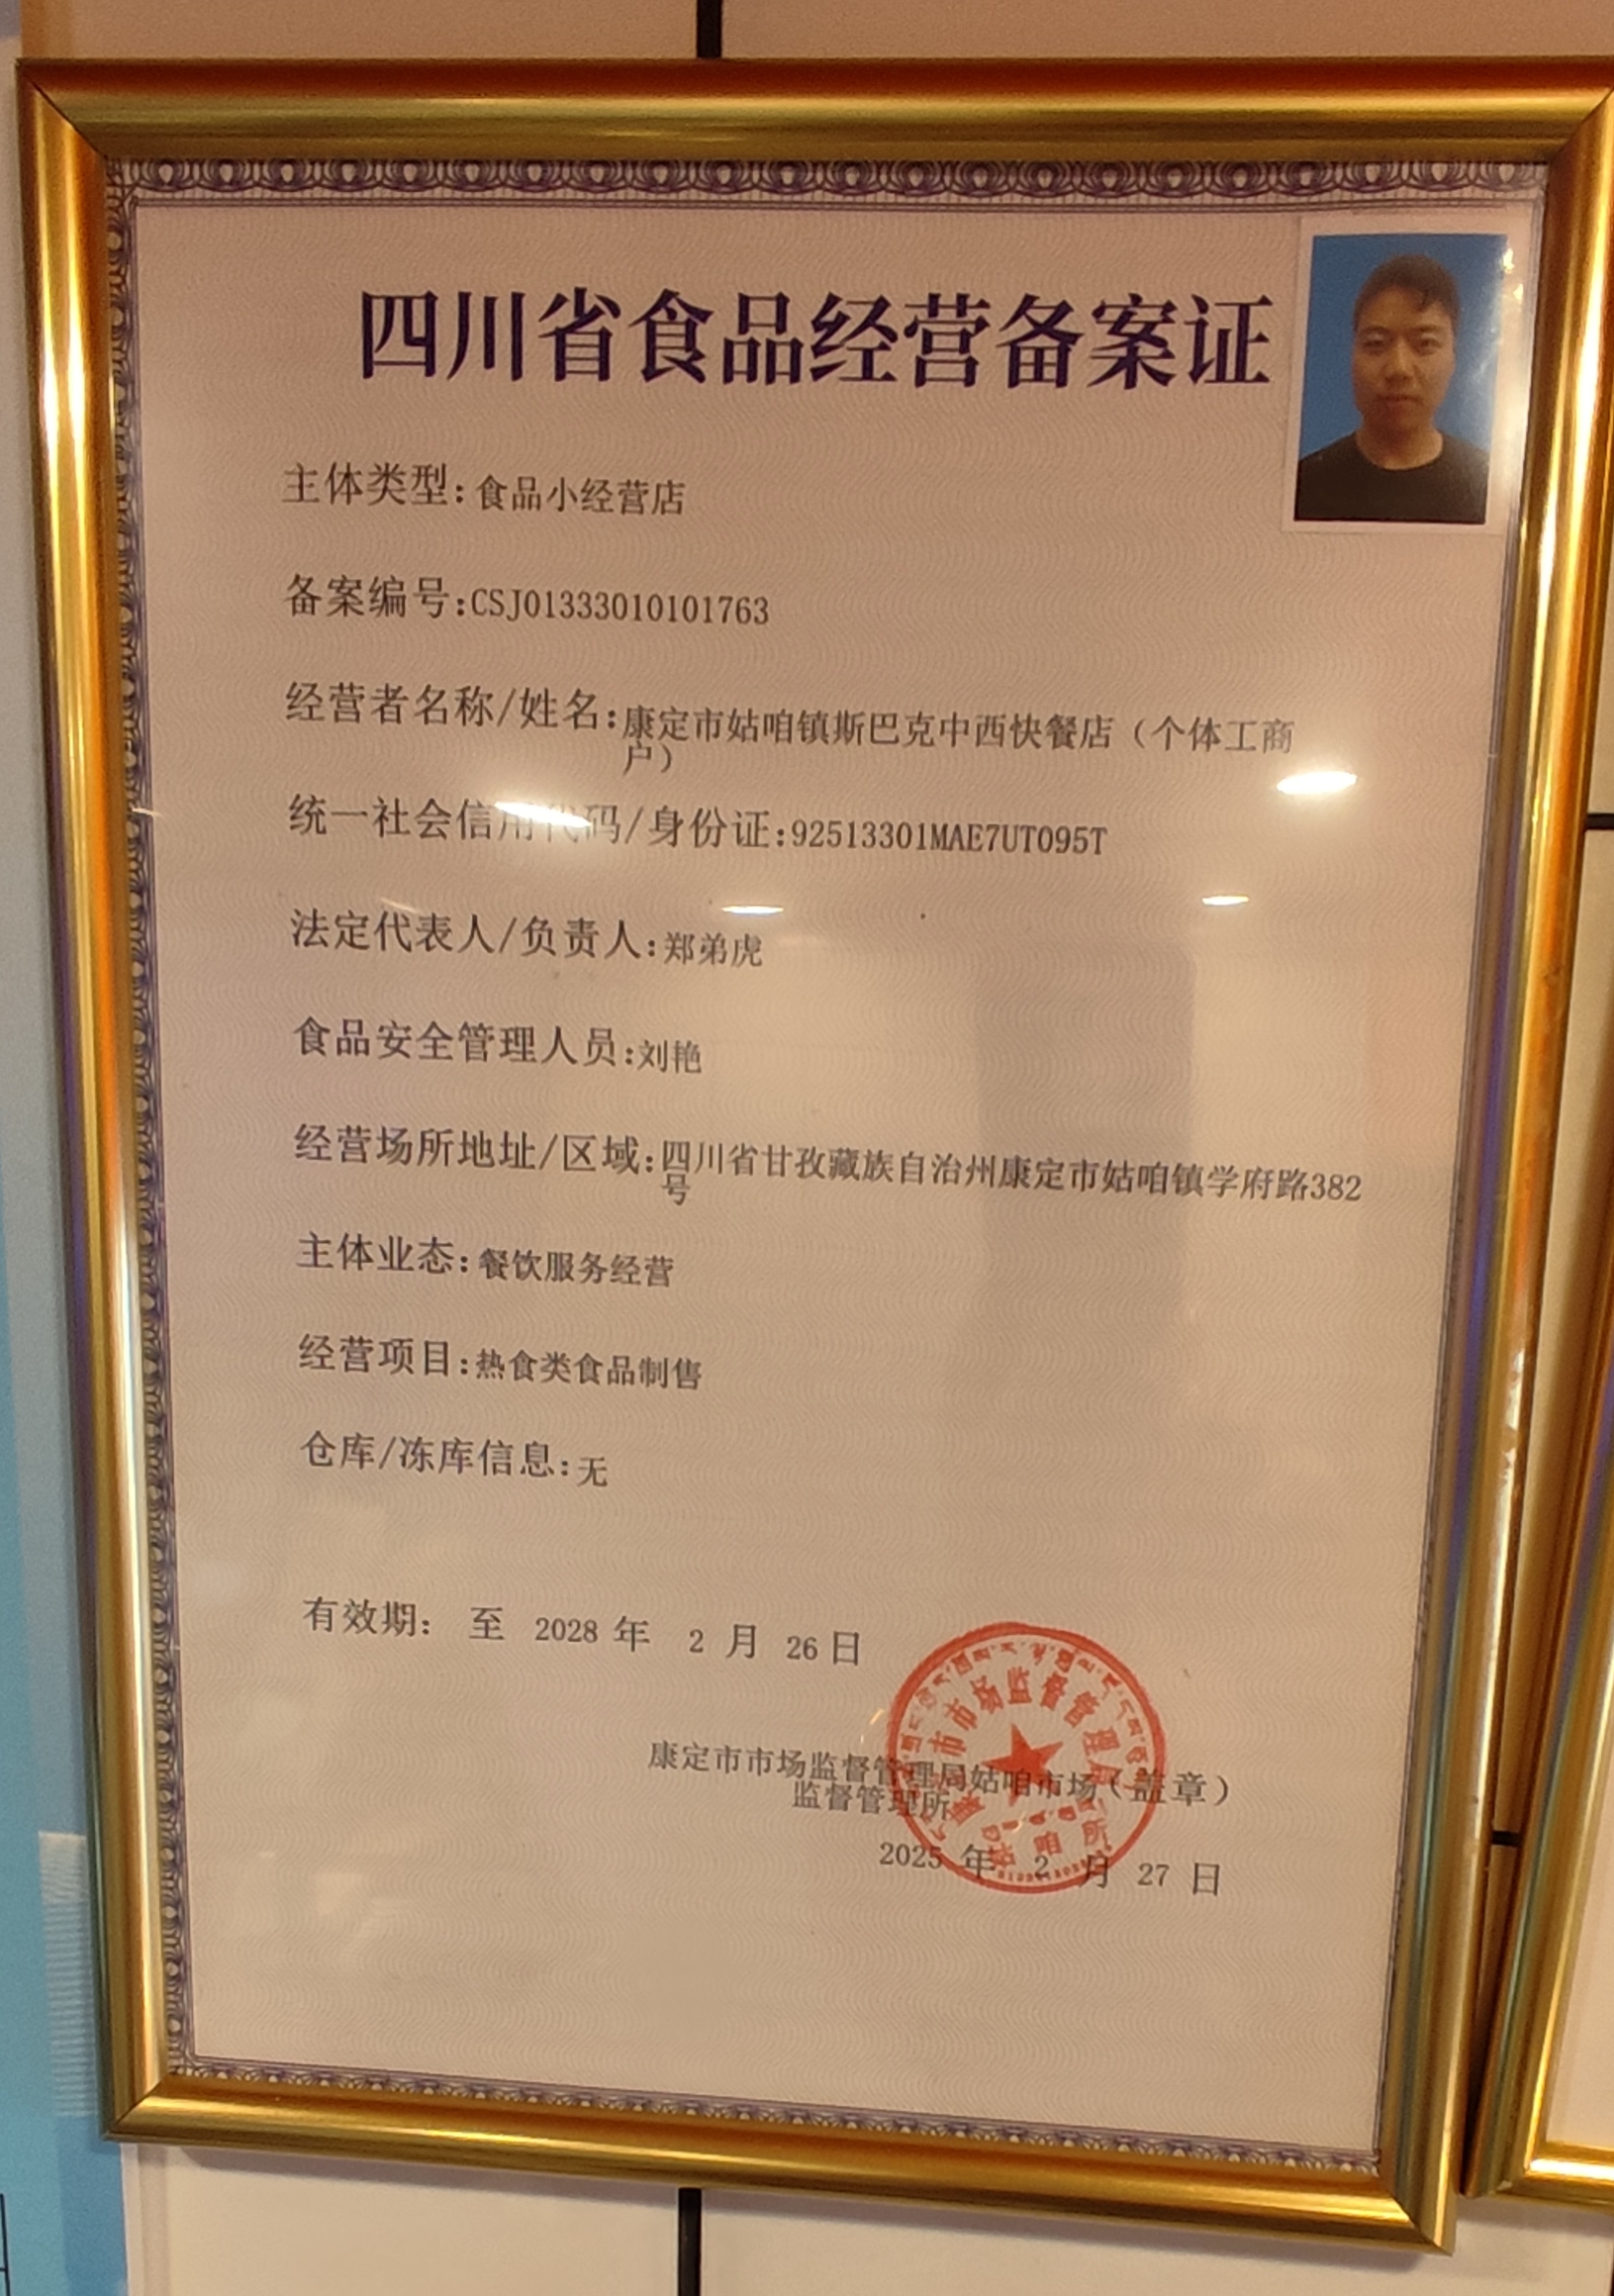 四川省食品经营备案证
主体类型：食品小经营店
备案编号:CSJ01333010101763
经营者名称/姓名:康定市姑咱镇斯巴克中西快餐店（个体工商
户）
统一社会信用代码/身份证:92513301MAE7UT095T
法定代表人/负责人:郑弟虎
食品安全管理人员:刘艳
经营场所地址/区域:四川省甘孜藏族自治州康定市姑咱镇学府路382
号
主体业态:餐饮服务经营
经营项目:热食类食品制售
仓库/冻库信息:无
有效期： 至 2028 年 2 月 26 日
康定市市场监督管理局姑咱市场（盖章）
监督管理所
2025 年 2 月 27 日